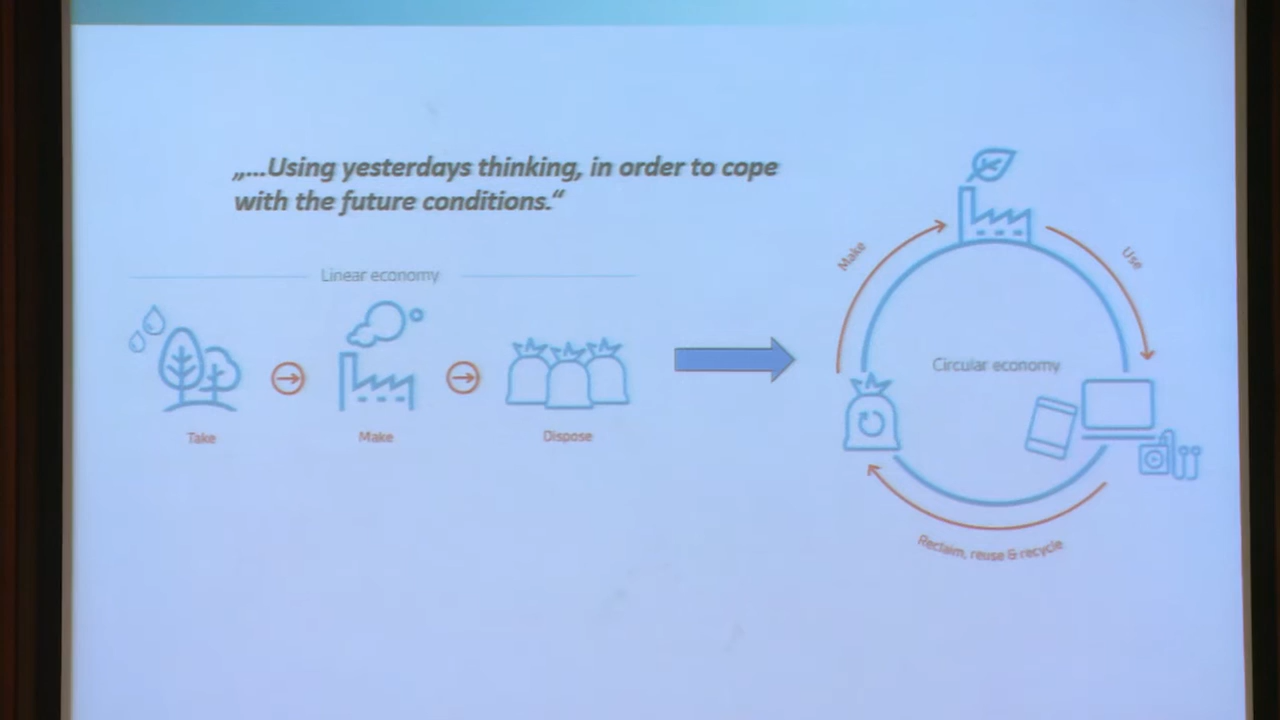 „...Using yesterdays thinking, in order to cope
with the future conditions.“
Linear economy
Take
Make
Dispose
Make
Use
Circular economy
Reclaim, reuse & recycle